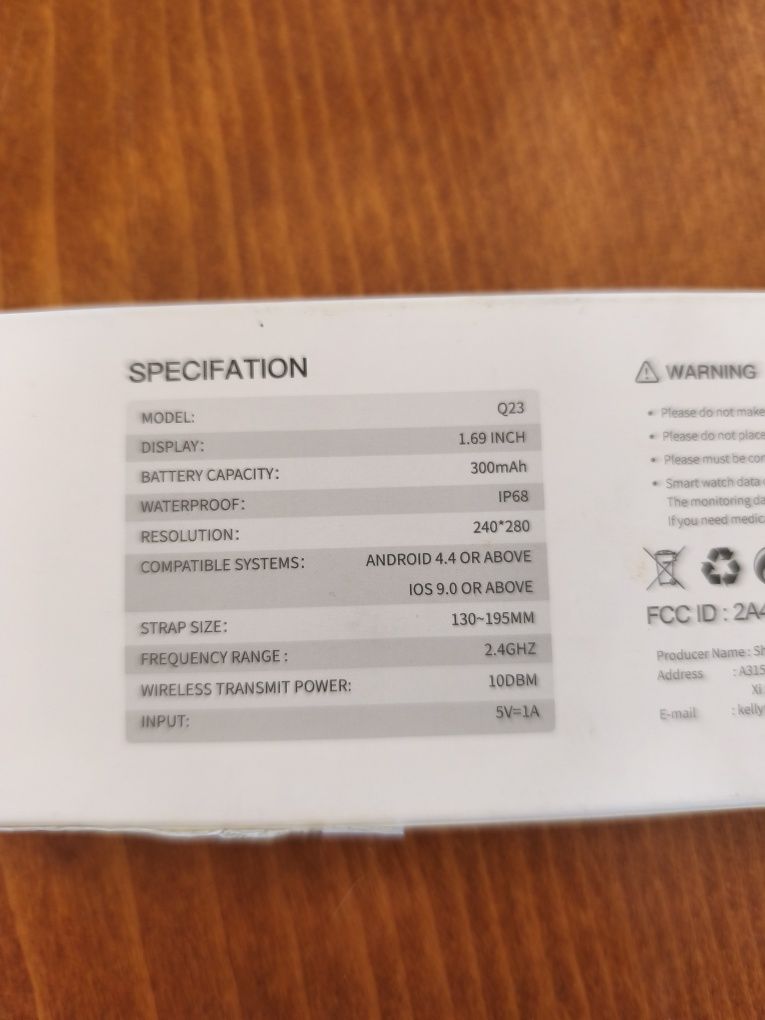 SPECIFATION
MODEL: Q23
DISPLAY: 1.69 INCH
BATTERY CAPACITY: 300mAh
WATERPROOF: IP68
RESOLUTION: 240*280
COMPATIBLE SYSTEMS: ANDROID 4.4 OR ABOVE
IOS 9.0 OR ABOVE
STRAP SIZE: 130~195MM
FREQUENCY RANGE : 2.4GHZ
WIRELESS TRANSMIT POWER: 10DBM
INPUT: 5V=1A
WARNING
• Please do not make
• Please do not place
• Please must be
• Smart watch data
The monitoring
If you need
FCC ID : 2A4
Producer Name :
Address : A315
Xi
E-mail :